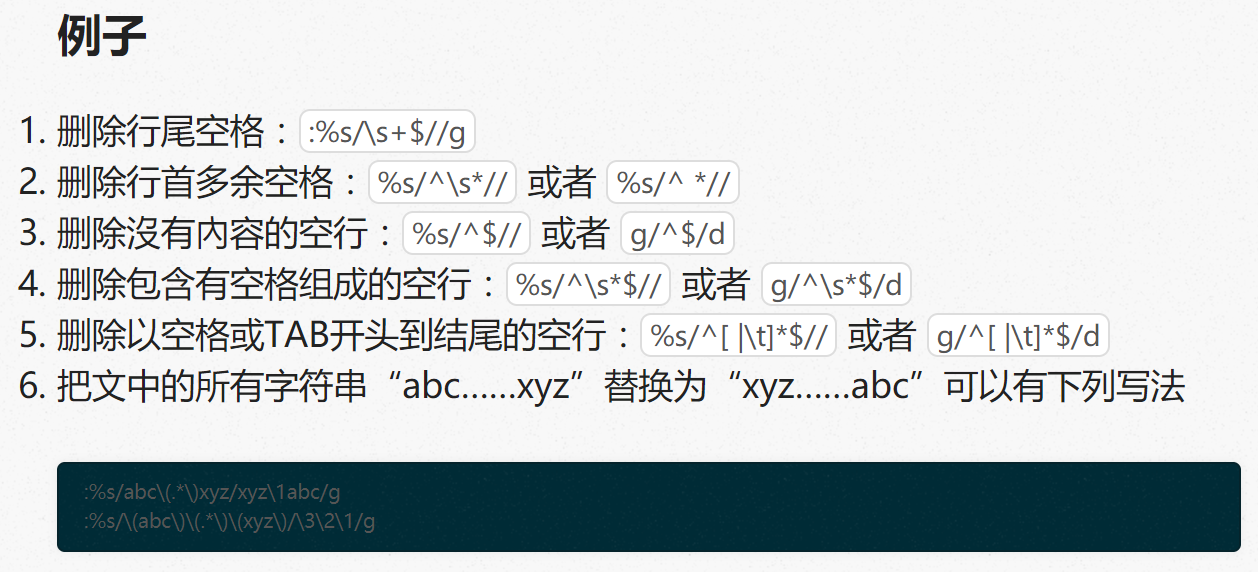 例子
1. 删除行尾空格：:%s/\s+$//g
2. 删除行首多余空格：%s/^\s*// 或者 %s/^ *//
3. 删除沒有內容的空行：%s/^$// 或者 g/^$/d
4. 删除包含有空格组成的空行：%s/^\s*$// 或者 g/^\s*$/d
5. 删除以空格或TAB开头到结尾的空行：%s/^[ |\t]*$// 或者 g/^[ |\t]*$/d
6. 把文中的所有字符串“abc……xyz”替换为“xyz……abc”可以有下列写法
:%s/abc\(.*\)xyz/xyz\1abc/g
:%s/\(abc\)\(.*\)\(xyz\)/\3\2\1/g